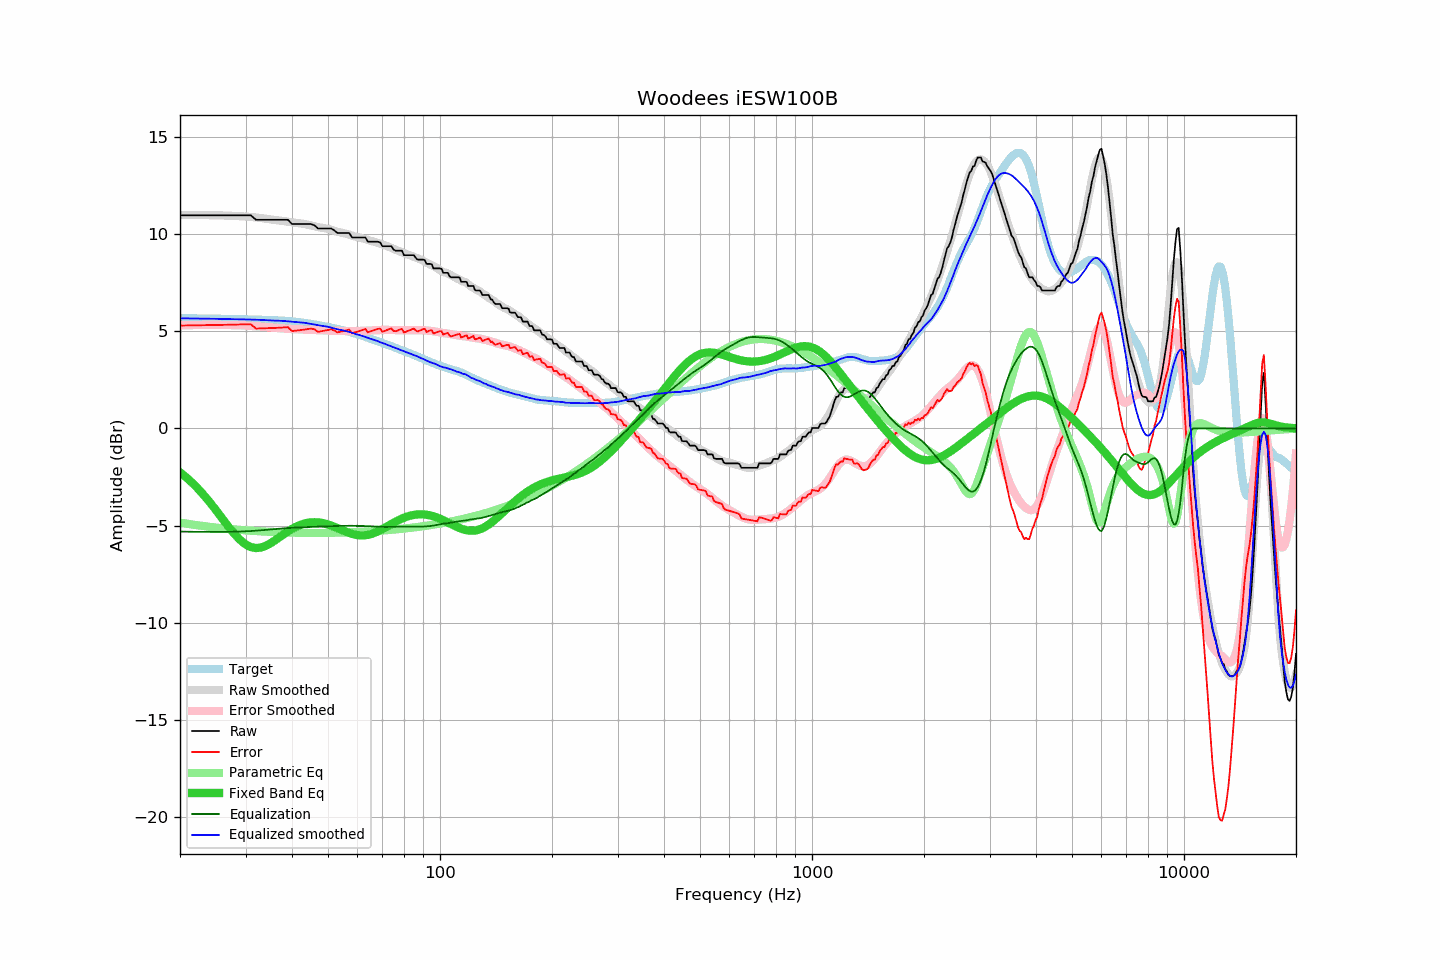 Woodees iESW100B
15
10
5
0
−5
−10
−15
−20
Amplitude (dBr)
Target
Raw Smoothed
Error Smoothed
Raw
Error
Parametric Eq
Fixed Band Eq
Equalization
Equalized smoothed
100
1000
10000
Frequency (Hz)